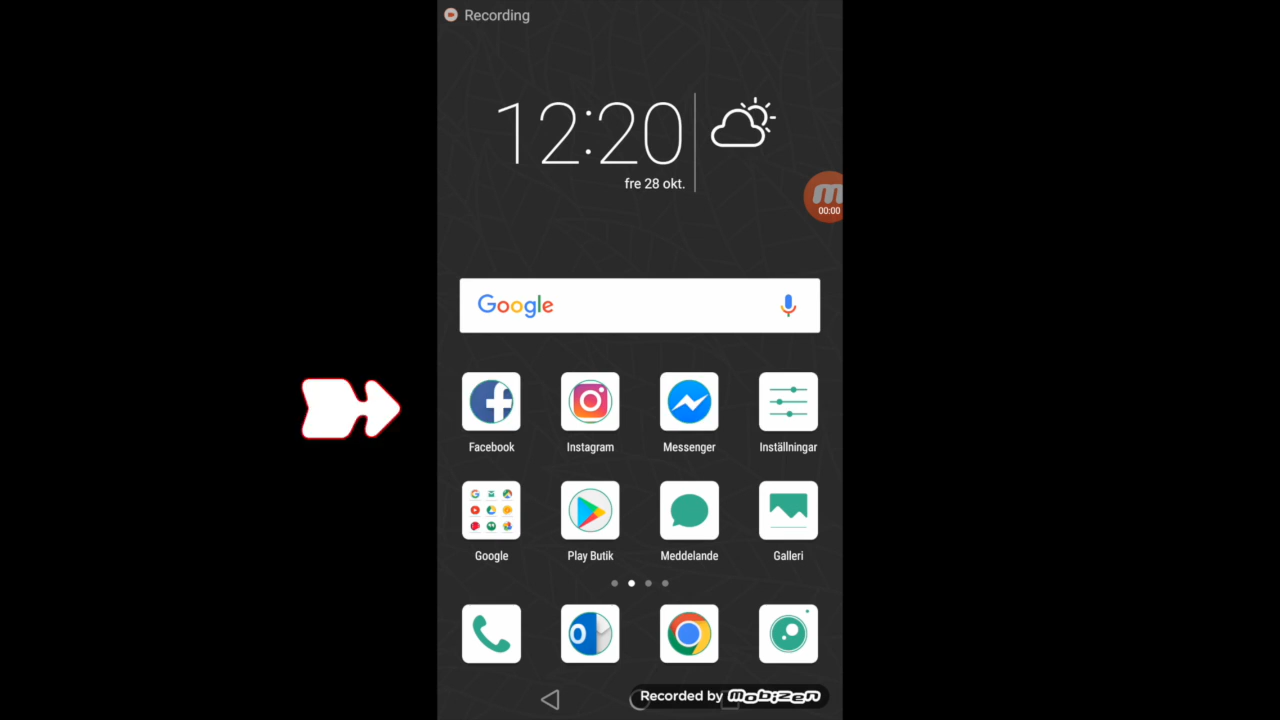 Recording
12:20
fre 28 okt.
00:00
Google
Facebook
Instagram
Messenger
Inställningar
Google
Play Butik
Meddelande
Galleri
Recorded by mobizen